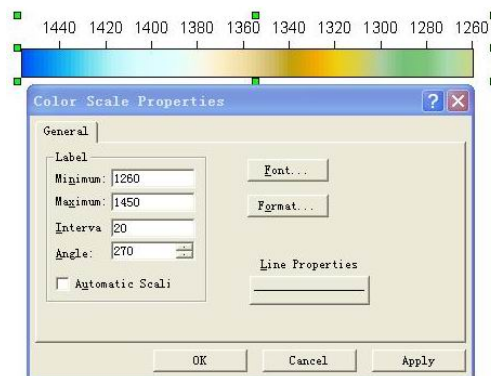 1440 1420 1400 1380 1360 1340 1320 1300 1280 1260
Color Scale Properties
General
Label
Minimum: 1260
Maximum: 1450
Interva 20
Angle: 270
Automatic Scali
Font...
Format...
Line Properties
OK Cancel Apply